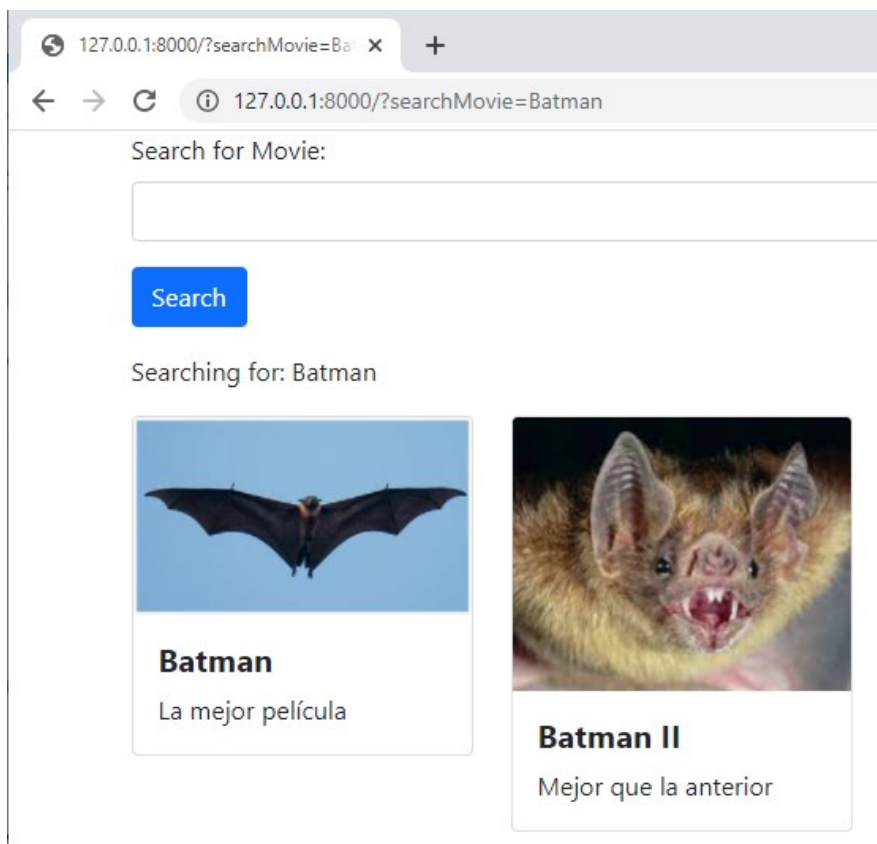 127.0.0.1:8000/?searchMovie=Ba
127.0.0.1:8000/?searchMovie=Batman
Search for Movie:
Search
Searching for: Batman
Batman
La mejor película
Batman II
Mejor que la anterior